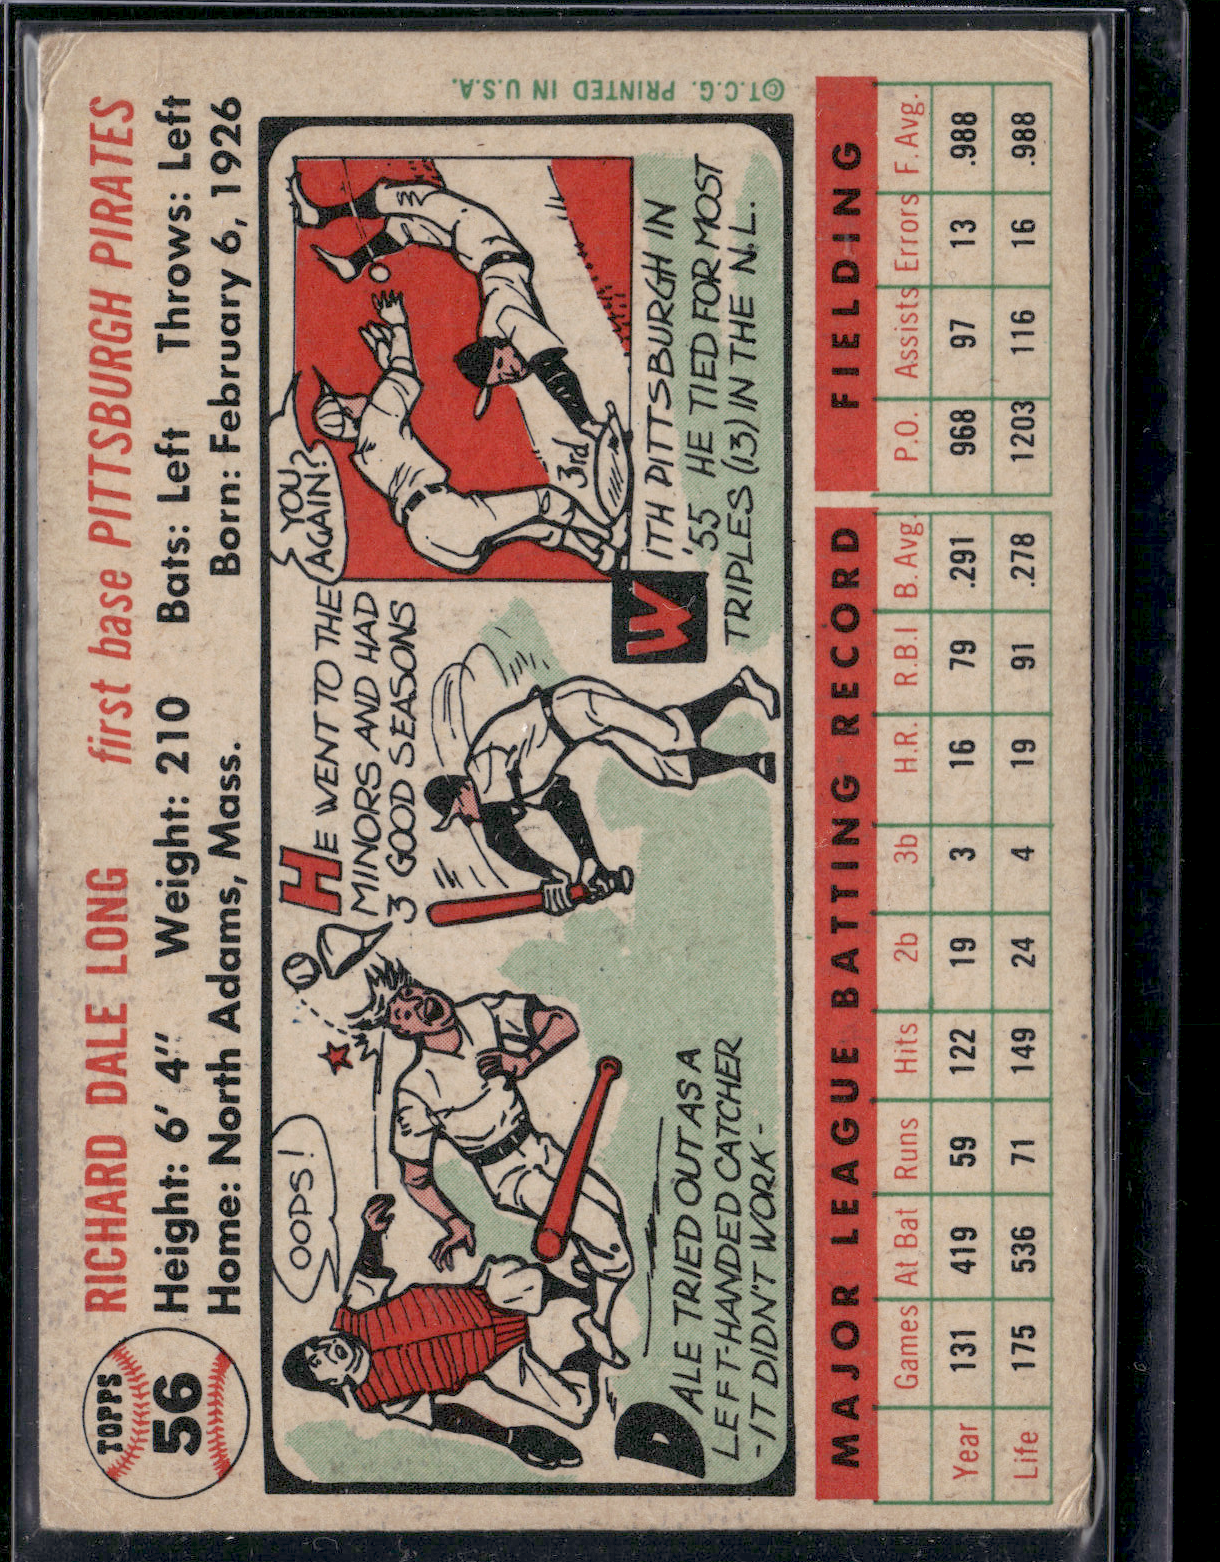 TOPPS
56
RICHARD DALE LONG first base PITTSBURGH PIRATES
Height: 6' 4" Weight: 210 Bats: Left Throws: Left
Home: North Adams, Mass. Born: February 6, 1926
OOPS!
DALE TRIED OUT AS A
LEFT-HANDED CATCHER
-IT DIDN'T WORK-
HE WENT TO THE
MINORS AND HAD
3 GOOD SEASONS
YOU
AGAIN?
3rd
WITH PITTSBURGH IN
'55 HE TIED FOR MOST
TRIPLES (13) IN THE N.L.
©T.C.G. PRINTED IN U.S.A.
MAJOR LEAGUE BATTING RECORD FIELDING
Games At Bat Runs Hits 2b 3b H.R. R.B.I B. Avg. P.O. Assists Errors F. Avg.
Year 131 419 59 122 19 3 16 79 .291 968 97 13 .988
Life 175 536 71 149 24 4 19 91 .278 1203 116 16 .988